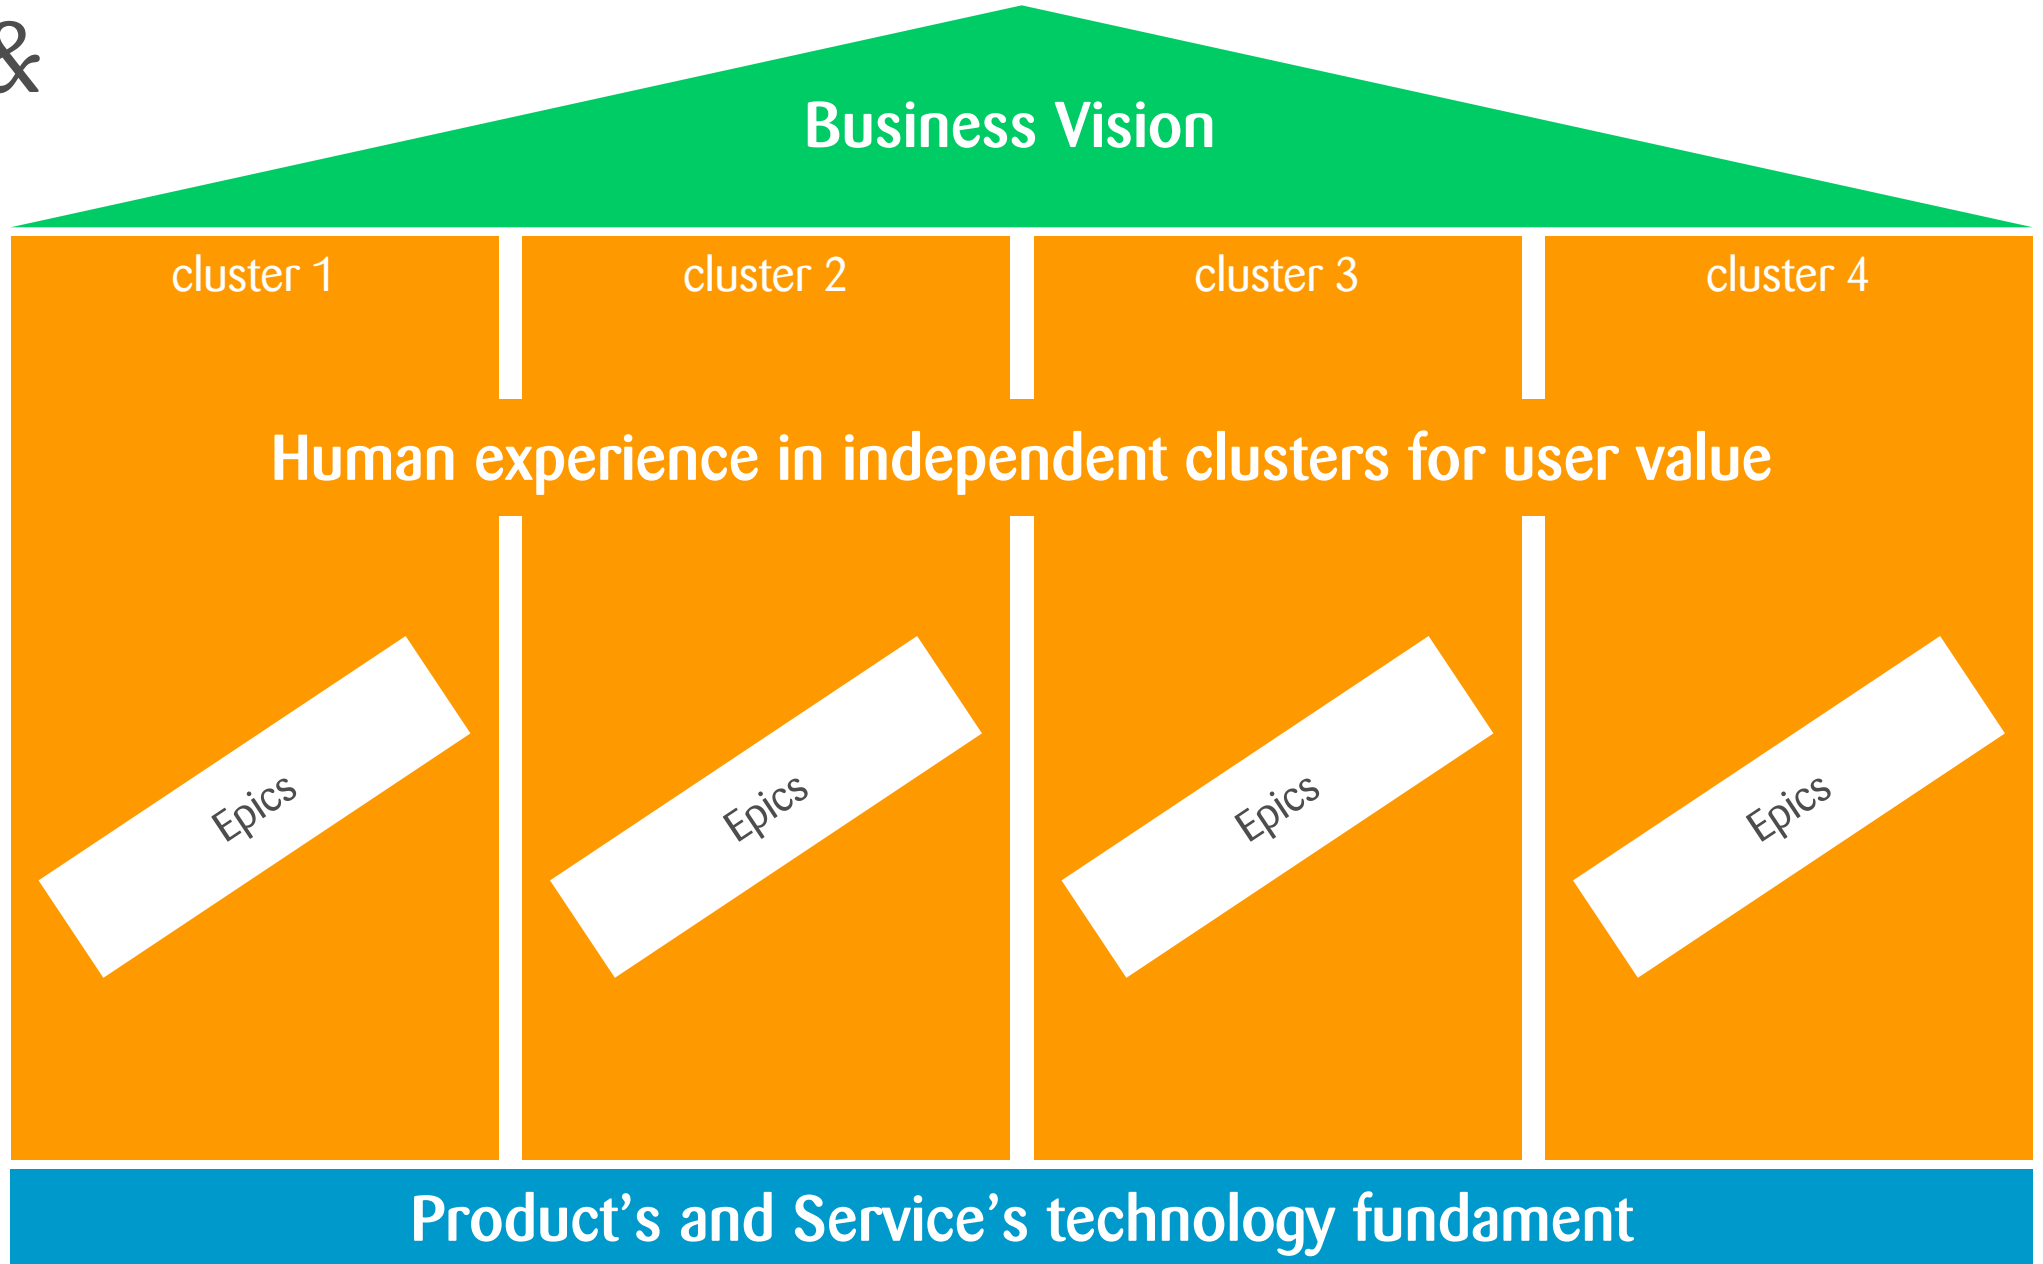 &
Business Vision
cluster 1
cluster 2
cluster 3
cluster 4
Human experience in independent clusters for user value
Epics
Epics
Epics
Epics
Product’s and Service’s technology fundament